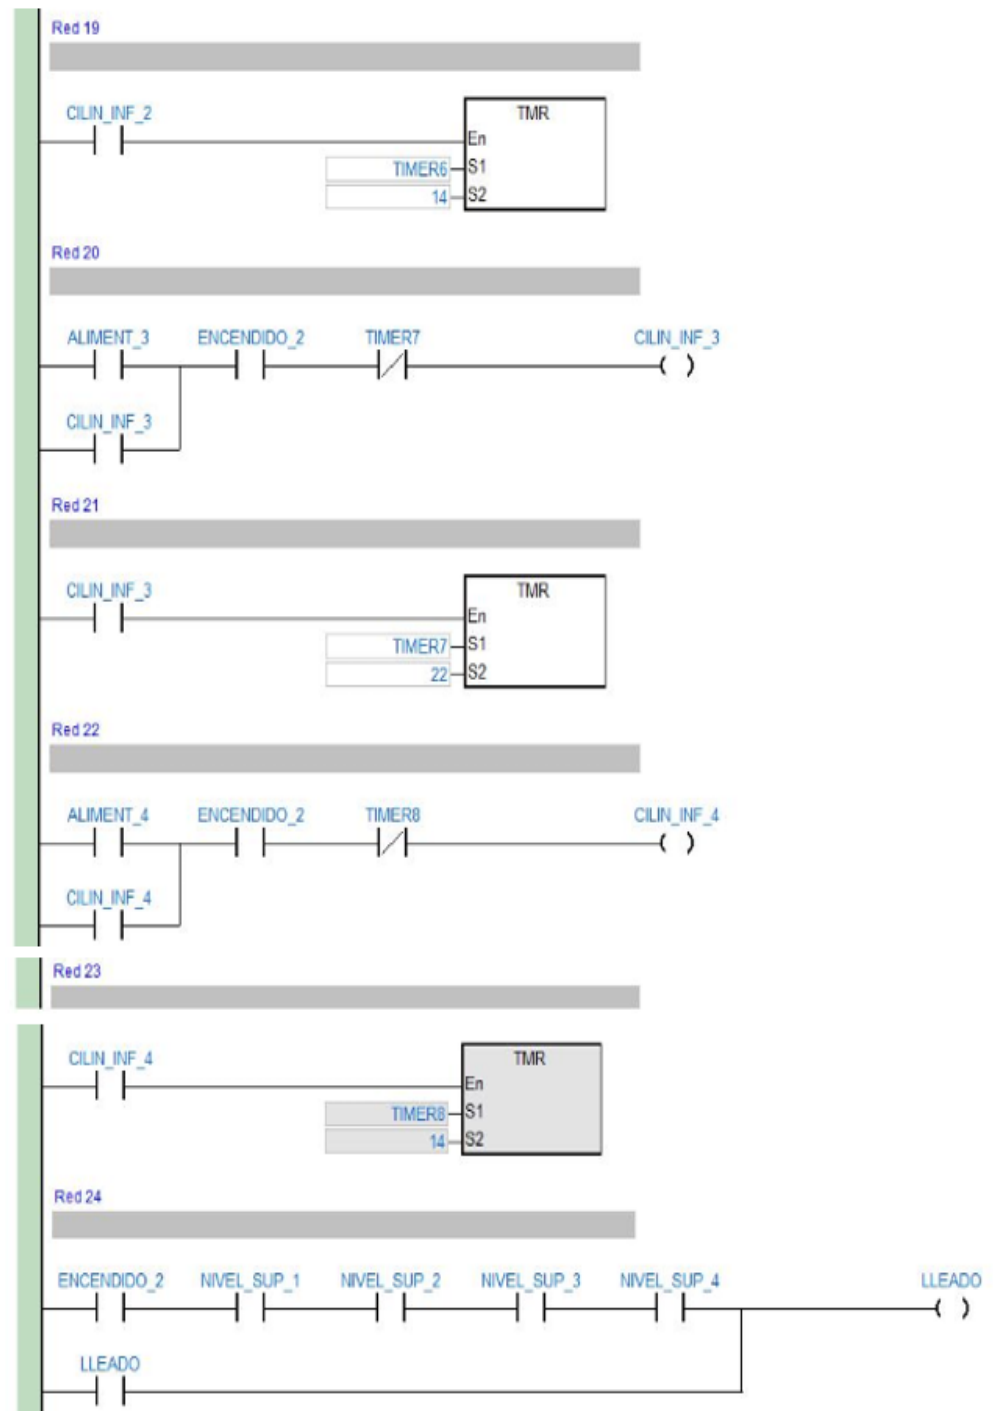 Red 19
CILIN_INF_2
TMR
En
TIMER6 S1
14 S2
Red 20
ALIMENT_3 ENCENDIDO_2 TIMER7 CILIN_INF_3
CILIN_INF_3
Red 21
CILIN_INF_3
TMR
En
TIMER7 S1
22 S2
Red 22
ALIMENT_4 ENCENDIDO_2 TIMER8 CILIN_INF_4
CILIN_INF_4
Red 23
CILIN_INF_4
TMR
En
TIMER8 S1
14 S2
Red 24
ENCENDIDO_2 NIVEL_SUP_1 NIVEL_SUP_2 NIVEL_SUP_3 NIVEL_SUP_4 LLEADO
LLEADO